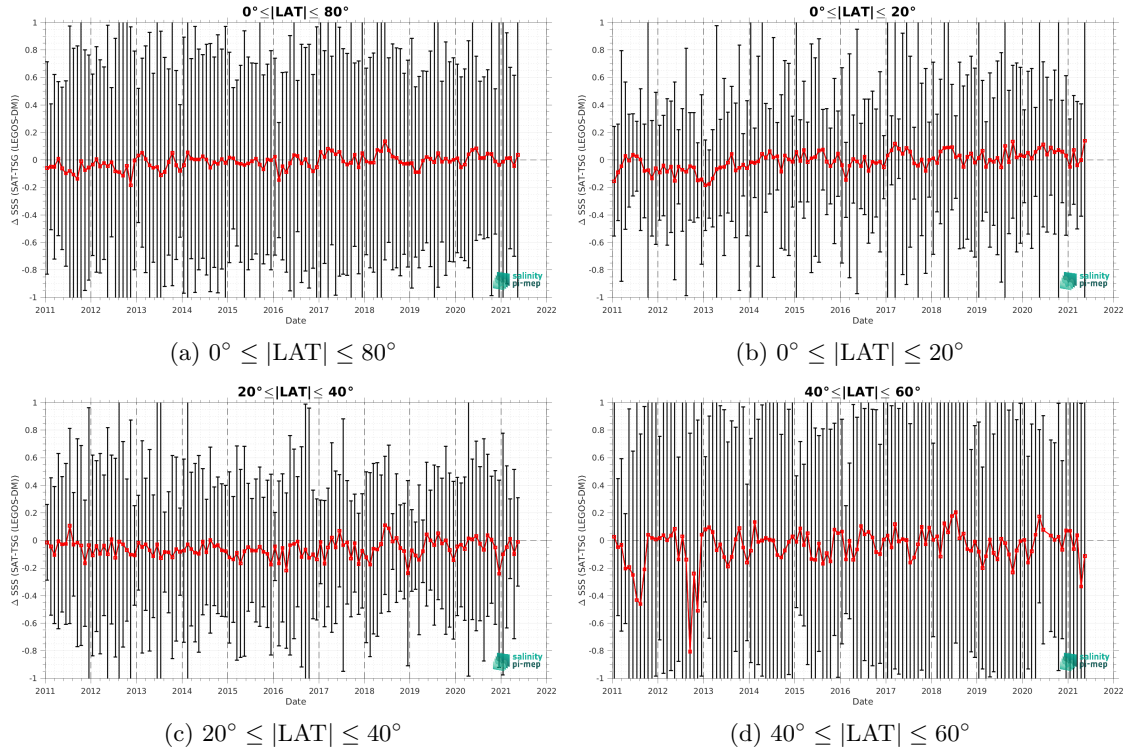 0°≤|LAT|≤ 80°
Δ SSS (SAT-TSG (LEGOS-DM))
1
0.8
0.6
0.4
0.2
0
-0.2
-0.4
-0.6
-0.8
-1
salinity
pi-mep
2011 2012 2013 2014 2015 2016 2017 2018 2019 2020 2021 2022
Date
(a) 0° ≤ |LAT| ≤ 80°
0°≤|LAT|≤ 20°
Δ SSS (SAT-TSG (LEGOS-DM))
1
0.8
0.6
0.4
0.2
0
-0.2
-0.4
-0.6
-0.8
-1
salinity
pi-mep
2011 2012 2013 2014 2015 2016 2017 2018 2019 2020 2021 2022
Date
(b) 0° ≤ |LAT| ≤ 20°
20°≤|LAT|≤ 40°
Δ SSS (SAT-TSG (LEGOS-DM))
1
0.8
0.6
0.4
0.2
0
-0.2
-0.4
-0.6
-0.8
-1
salinity
pi-mep
2011 2012 2013 2014 2015 2016 2017 2018 2019 2020 2021 2022
Date
(c) 20° ≤ |LAT| ≤ 40°
40°≤|LAT|≤ 60°
Δ SSS (SAT-TSG (LEGOS-DM))
1
0.8
0.6
0.4
0.2
0
-0.2
-0.4
-0.6
-0.8
-1
salinity
pi-mep
2011 2012 2013 2014 2015 2016 2017 2018 2019 2020 2021 2022
Date
(d) 40° ≤ |LAT| ≤ 60°